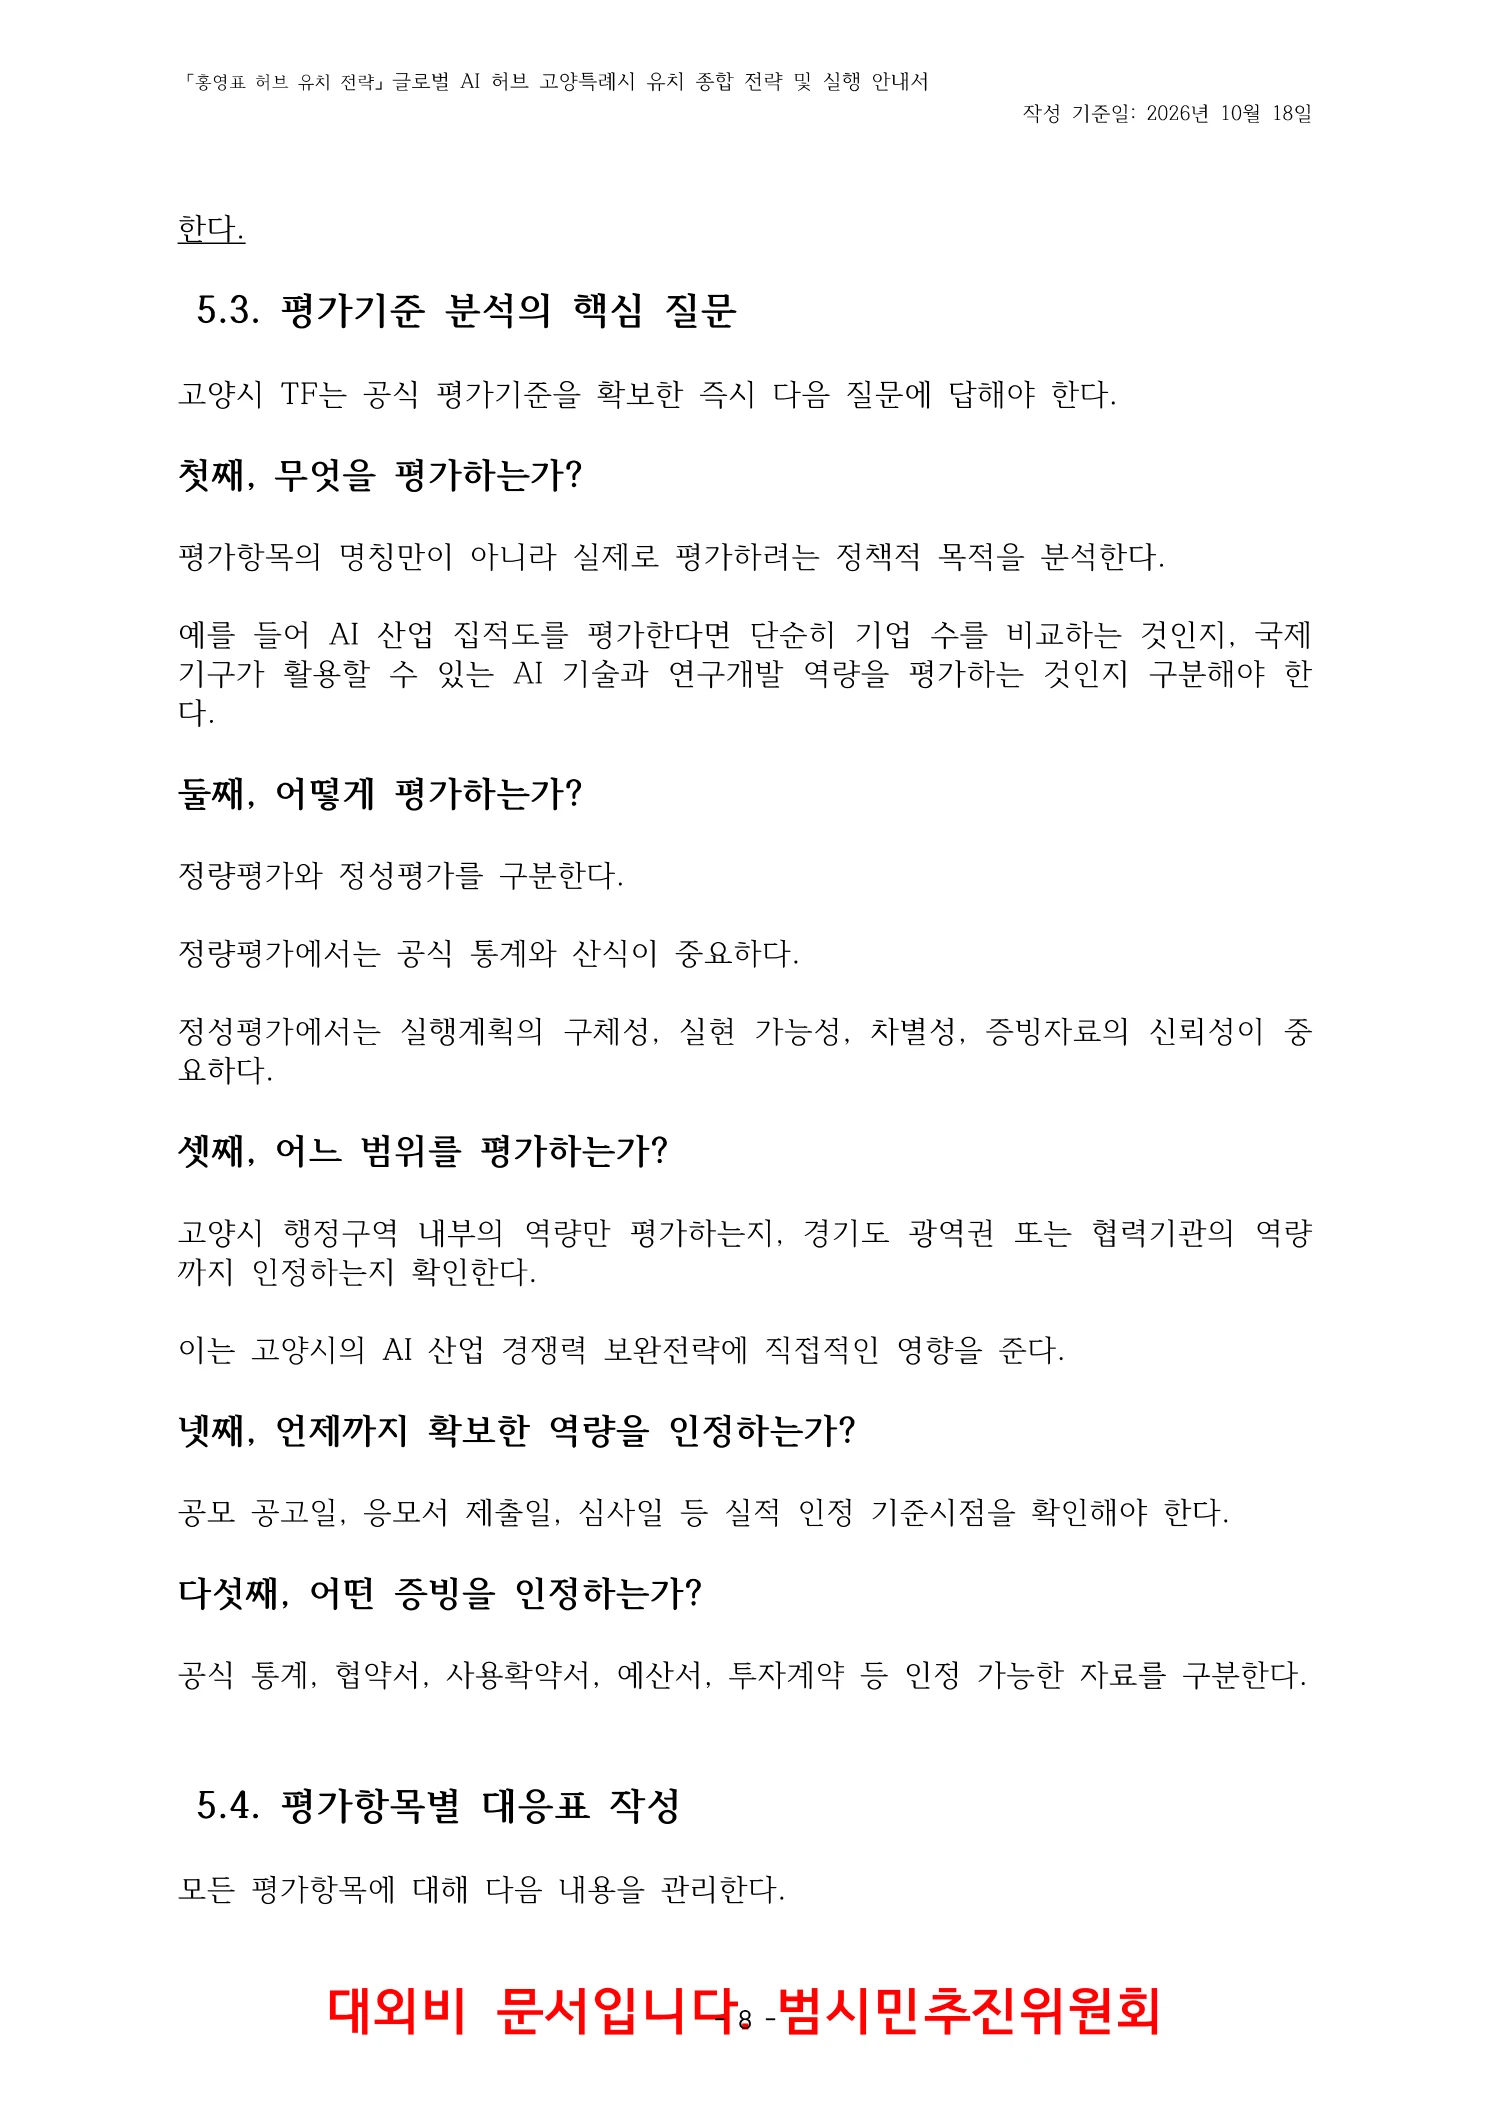 「홍영표 허브 유치 전략」글로벌 AI 허브 고양특례시 유치 종합 전략 및 실행 안내서
작성 기준일: 2026년 10월 18일
한다.
5.3. 평가기준 분석의 핵심 질문
고양시 TF는 공식 평가기준을 확보한 즉시 다음 질문에 답해야 한다.
첫째, 무엇을 평가하는가?
평가항목의 명칭만이 아니라 실제로 평가하려는 정책적 목적을 분석한다.
예를 들어 AI 산업 집적도를 평가한다면 단순히 기업 수를 비교하는 것인지, 국제
기구가 활용할 수 있는 AI 기술과 연구개발 역량을 평가하는 것인지 구분해야 한
다.
둘째, 어떻게 평가하는가?
정량평가와 정성평가를 구분한다.
정량평가에서는 공식 통계와 산식이 중요하다.
정성평가에서는 실행계획의 구체성, 실현 가능성, 차별성, 증빙자료의 신뢰성이 중
요하다.
셋째, 어느 범위를 평가하는가?
고양시 행정구역 내부의 역량만 평가하는지, 경기도 광역권 또는 협력기관의 역량
까지 인정하는지 확인한다.
이는 고양시의 AI 산업 경쟁력 보완전략에 직접적인 영향을 준다.
넷째, 언제까지 확보한 역량을 인정하는가?
공모 공고일, 응모서 제출일, 심사일 등 실적 인정 기준시점을 확인해야 한다.
다섯째, 어떤 증빙을 인정하는가?
공식 통계, 협약서, 사용확약서, 예산서, 투자계약 등 인정 가능한 자료를 구분한다.
5.4. 평가항목별 대응표 작성
모든 평가항목에 대해 다음 내용을 관리한다.
대외비 문서입니다. 범시민추진위원회
- 8 -